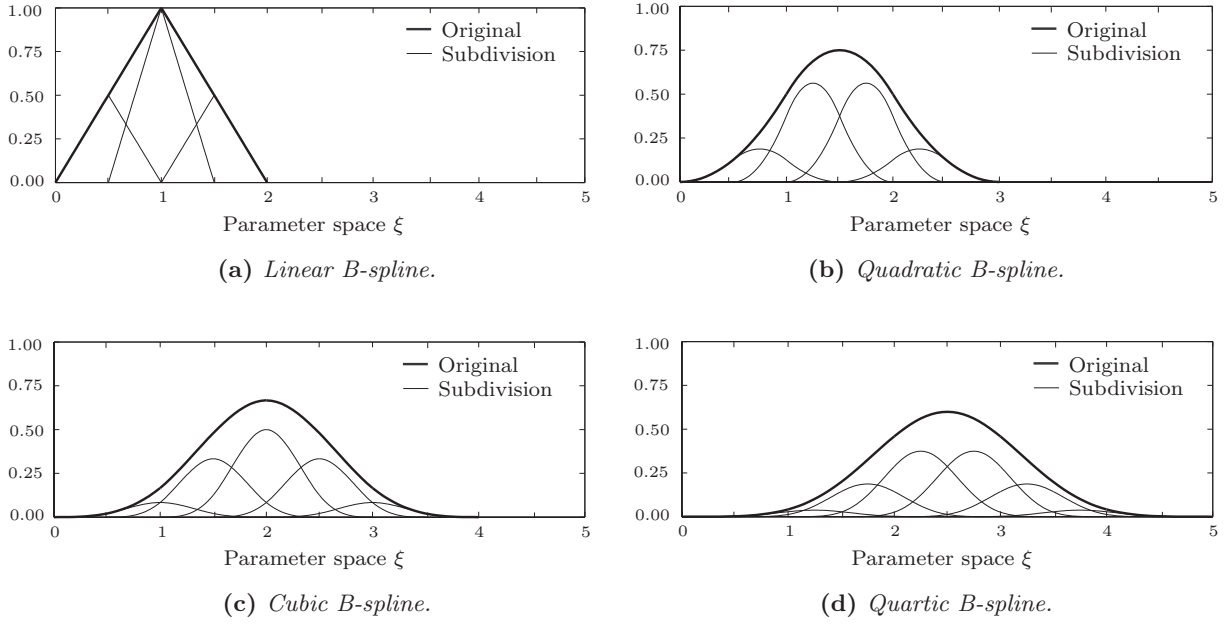 1.00
0.75
0.50
0.25
0.00
0 1 2 3 4 5
Original
Subdivision
Parameter space ξ
(a) Linear B-spline.
1.00
0.75
0.50
0.25
0.00
0 1 2 3 4 5
Original
Subdivision
Parameter space ξ
(b) Quadratic B-spline.
1.00
0.75
0.50
0.25
0.00
0 1 2 3 4 5
Original
Subdivision
Parameter space ξ
(c) Cubic B-spline.
1.00
0.75
0.50
0.25
0.00
0 1 2 3 4 5
Original
Subdivision
Parameter space ξ
(d) Quartic B-spline.